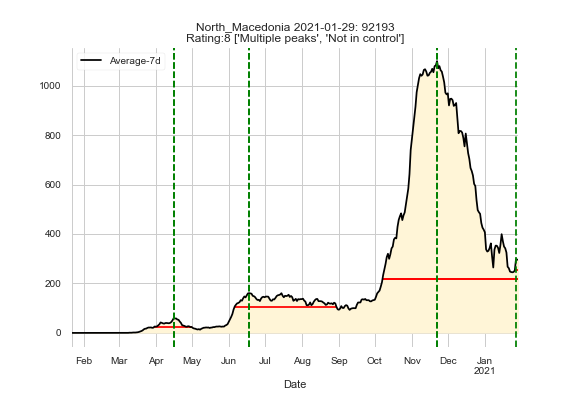 North_Macedonia 2021-01-29: 92193
Rating:8 ['Multiple peaks', 'Not in control']
Average-7d
1000
800
600
400
200
0
Feb Mar Apr May Jun Jul Aug Sep Oct Nov Dec Jan
2021
Date